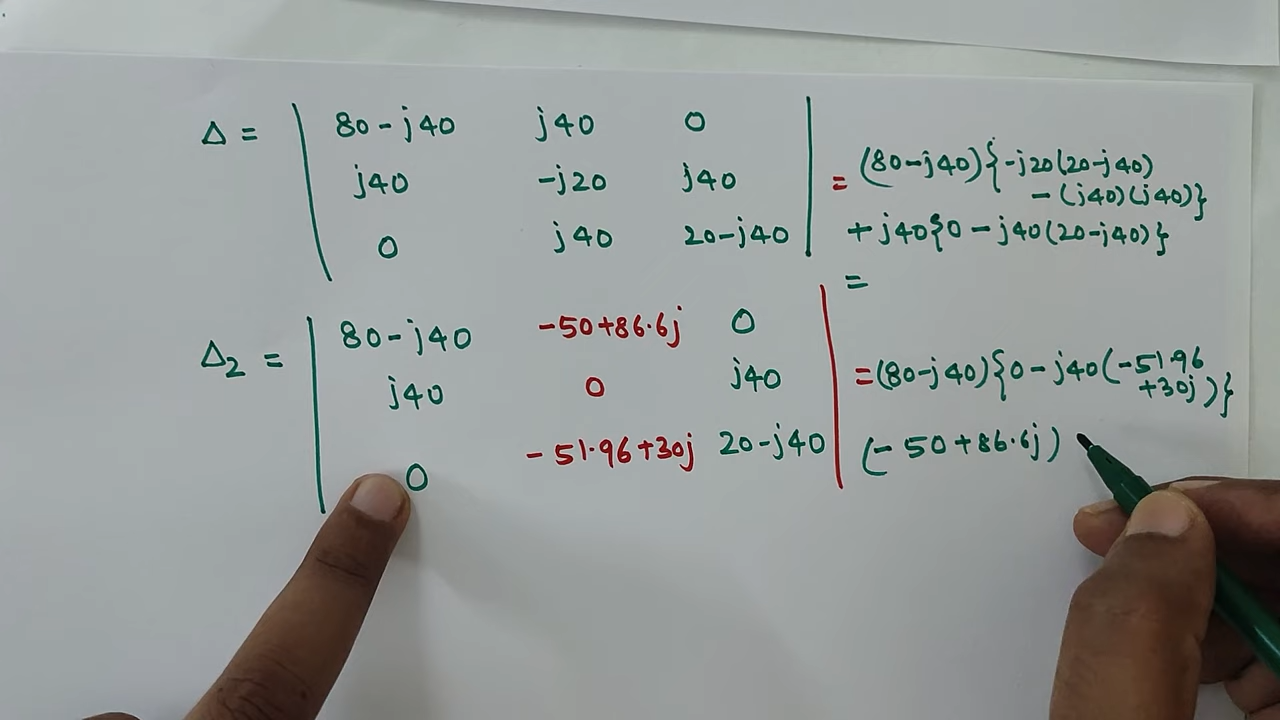 Δ = | 80-j40 j40 0 |
| j40 -j20 j40 | = (80-j40){-j20(20-j40)
-(j40)(j40)}
| 0 j40 20-j40 | + j40{0-j40(20-j40)}
=
Δ2 = | 80-j40 -50+86.6j 0 |
| j40 0 j40 | = (80-j40){0-j40(-51.96
+30j)}
| 0 -51.96+30j 20-j40 | (-50+86.6j)